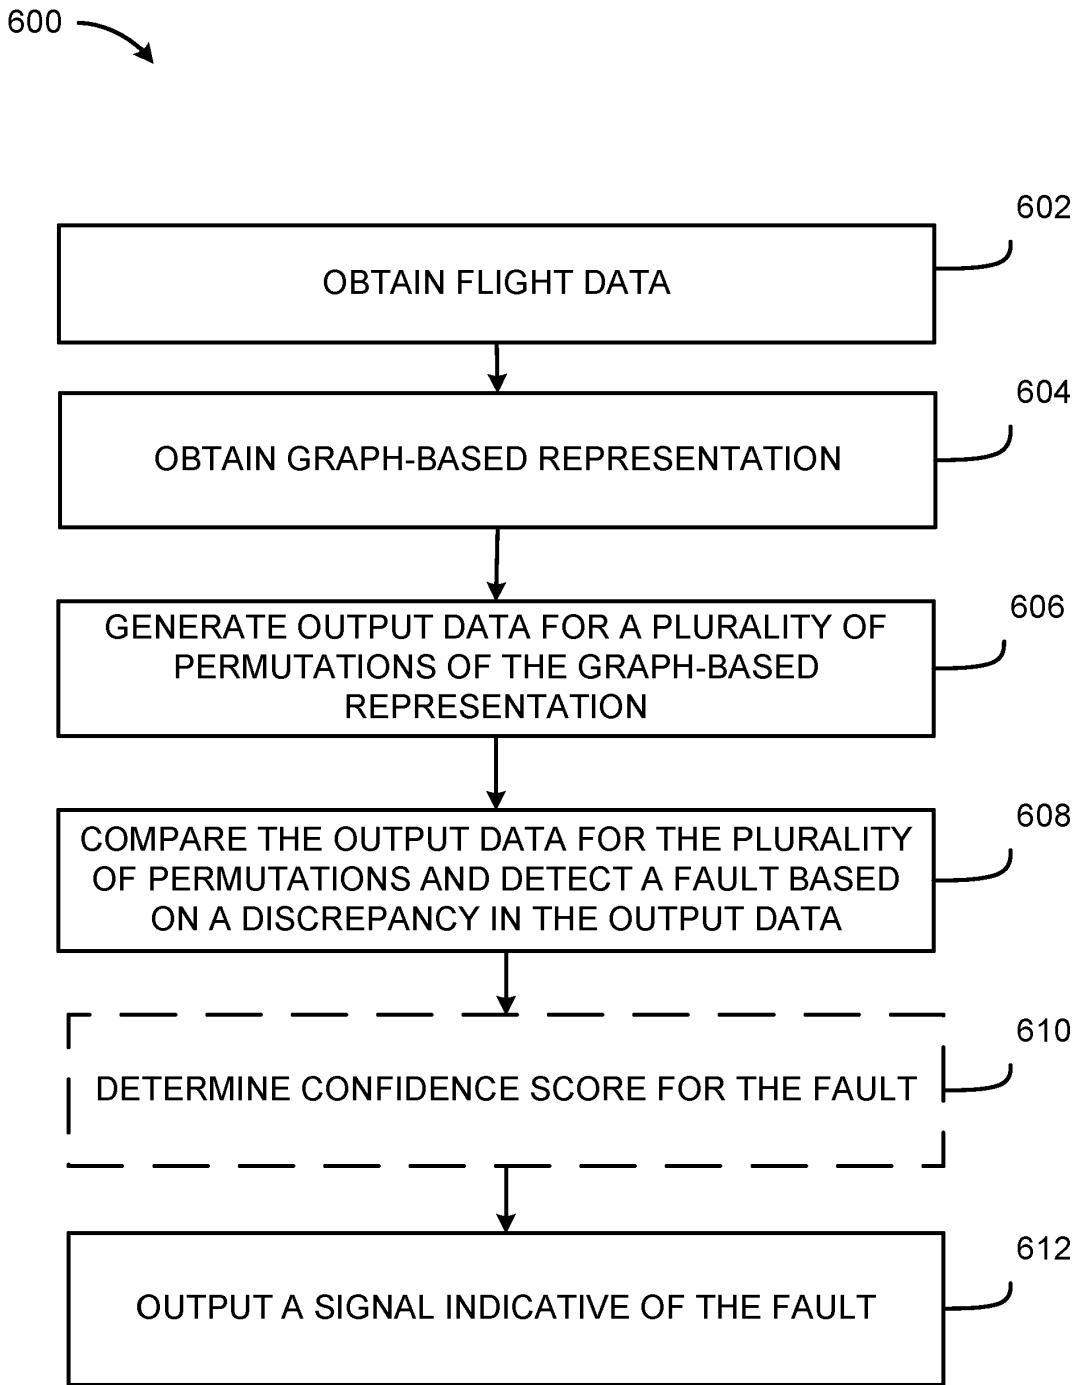 600
602
OBTAIN FLIGHT DATA
604
OBTAIN GRAPH-BASED REPRESENTATION
606
GENERATE OUTPUT DATA FOR A PLURALITY OF
PERMUTATIONS OF THE GRAPH-BASED
REPRESENTATION
608
COMPARE THE OUTPUT DATA FOR THE PLURALITY
OF PERMUTATIONS AND DETECT A FAULT BASED
ON A DISCREPANCY IN THE OUTPUT DATA
610
DETERMINE CONFIDENCE SCORE FOR THE FAULT
612
OUTPUT A SIGNAL INDICATIVE OF THE FAULT